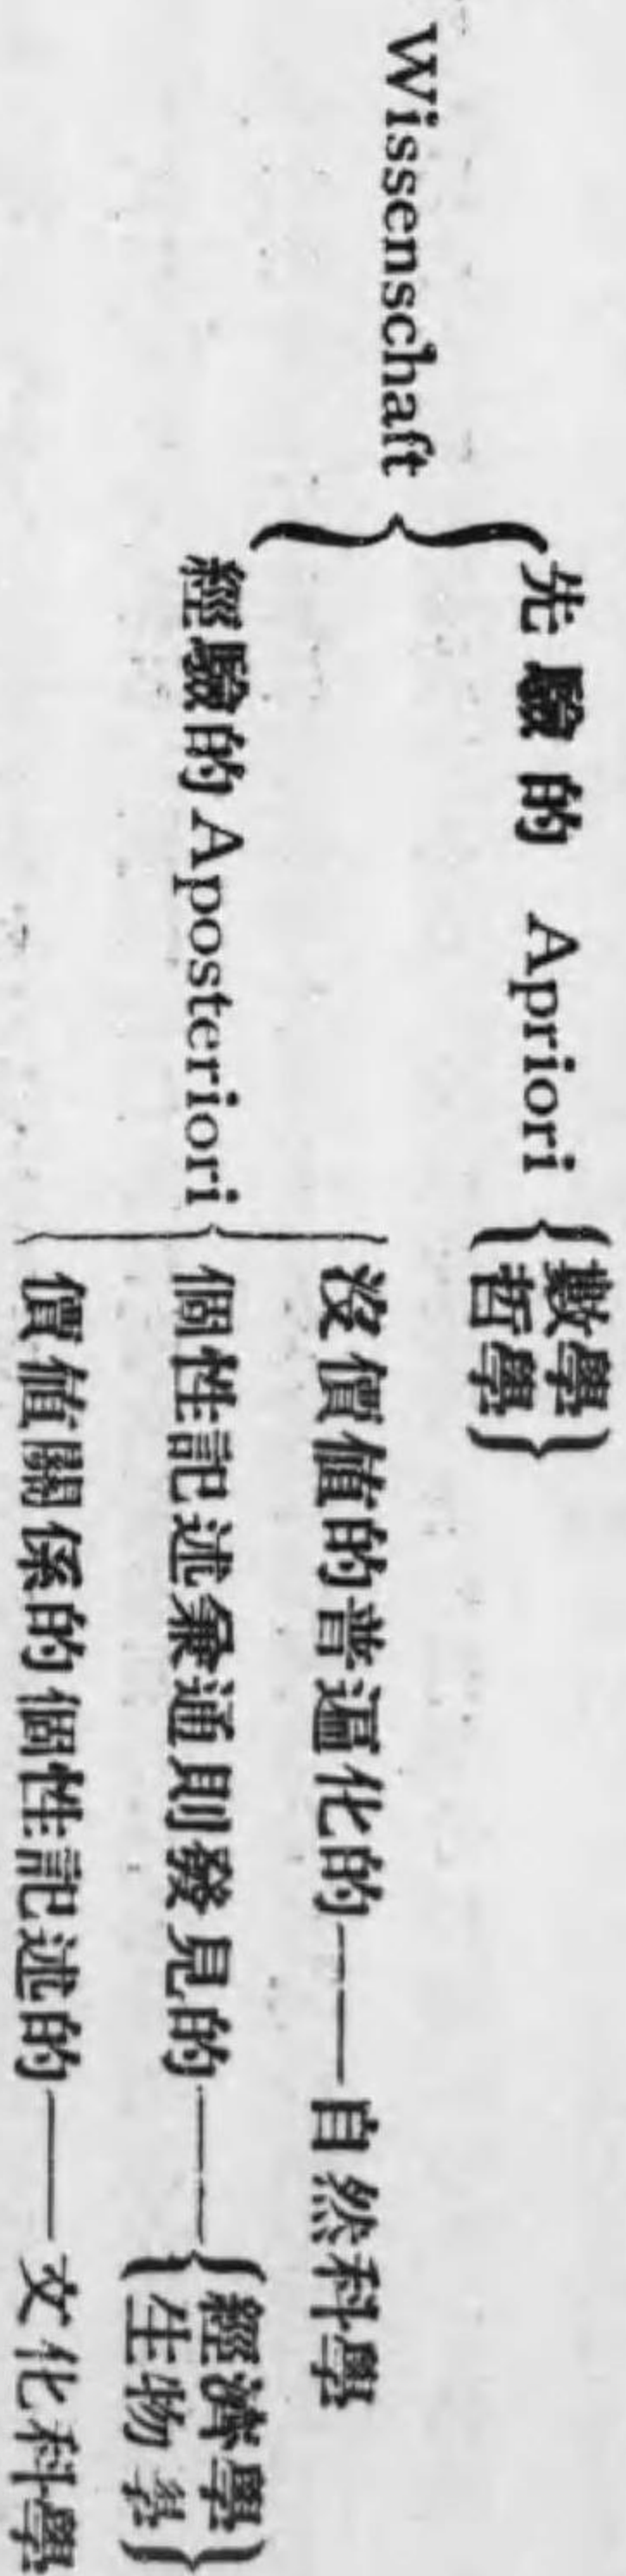 Wissenschaft
先驗的 Apriori
數學
哲學
經驗的 Aposteriori
沒價值的普遍化的——自然科學
個性記述兼通則發見的——
經濟學
生物學
價值關係的個性記述的——文化科學